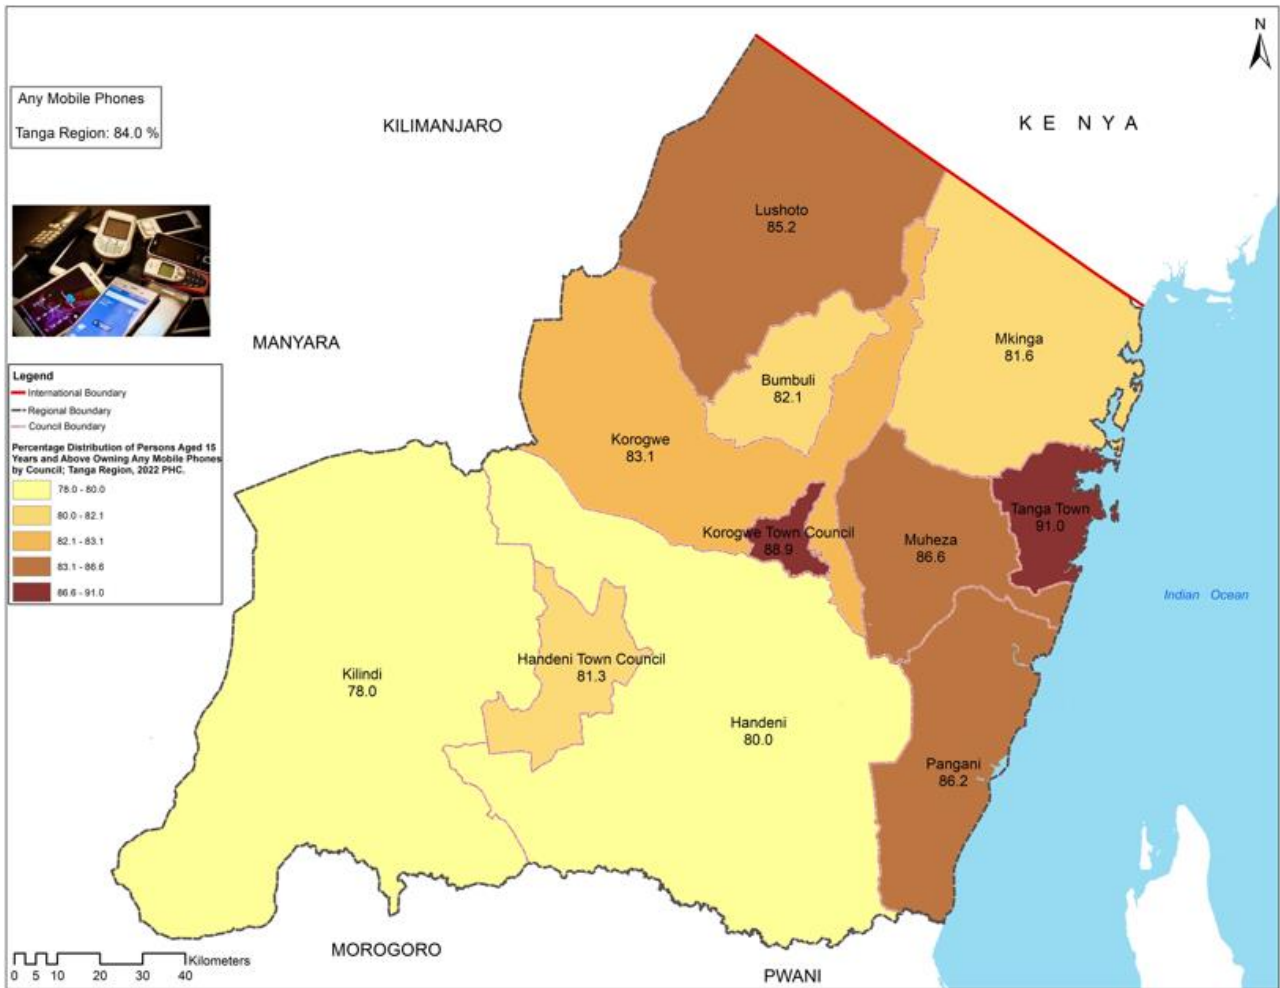 N
Any Mobile Phones
Tanga Region: 84.0 %
KILIMANJARO
KENYA
Lushoto
85.2
MANYARA
Mkinga
81.6
Bumbuli
82.1
Legend
International Boundary
Regional Boundary
Council Boundary
Percentage Distribution of Persons Aged 15
Years and Above Owning Any Mobile Phones
by Council; Tanga Region, 2022 PHC.
78.0 - 80.0
80.0 - 82.1
82.1 - 83.1
83.1 - 86.6
86.6 - 91.0
Korogwe
83.1
Korogwe Town Council
88.9
Muheza
86.6
Tanga Town
91.0
Indian Ocean
Handeni Town Council
81.3
Kilindi
78.0
Handeni
80.0
Pangani
86.2
MOROGORO
PWANI
Kilometers
0 5 10 20 30 40